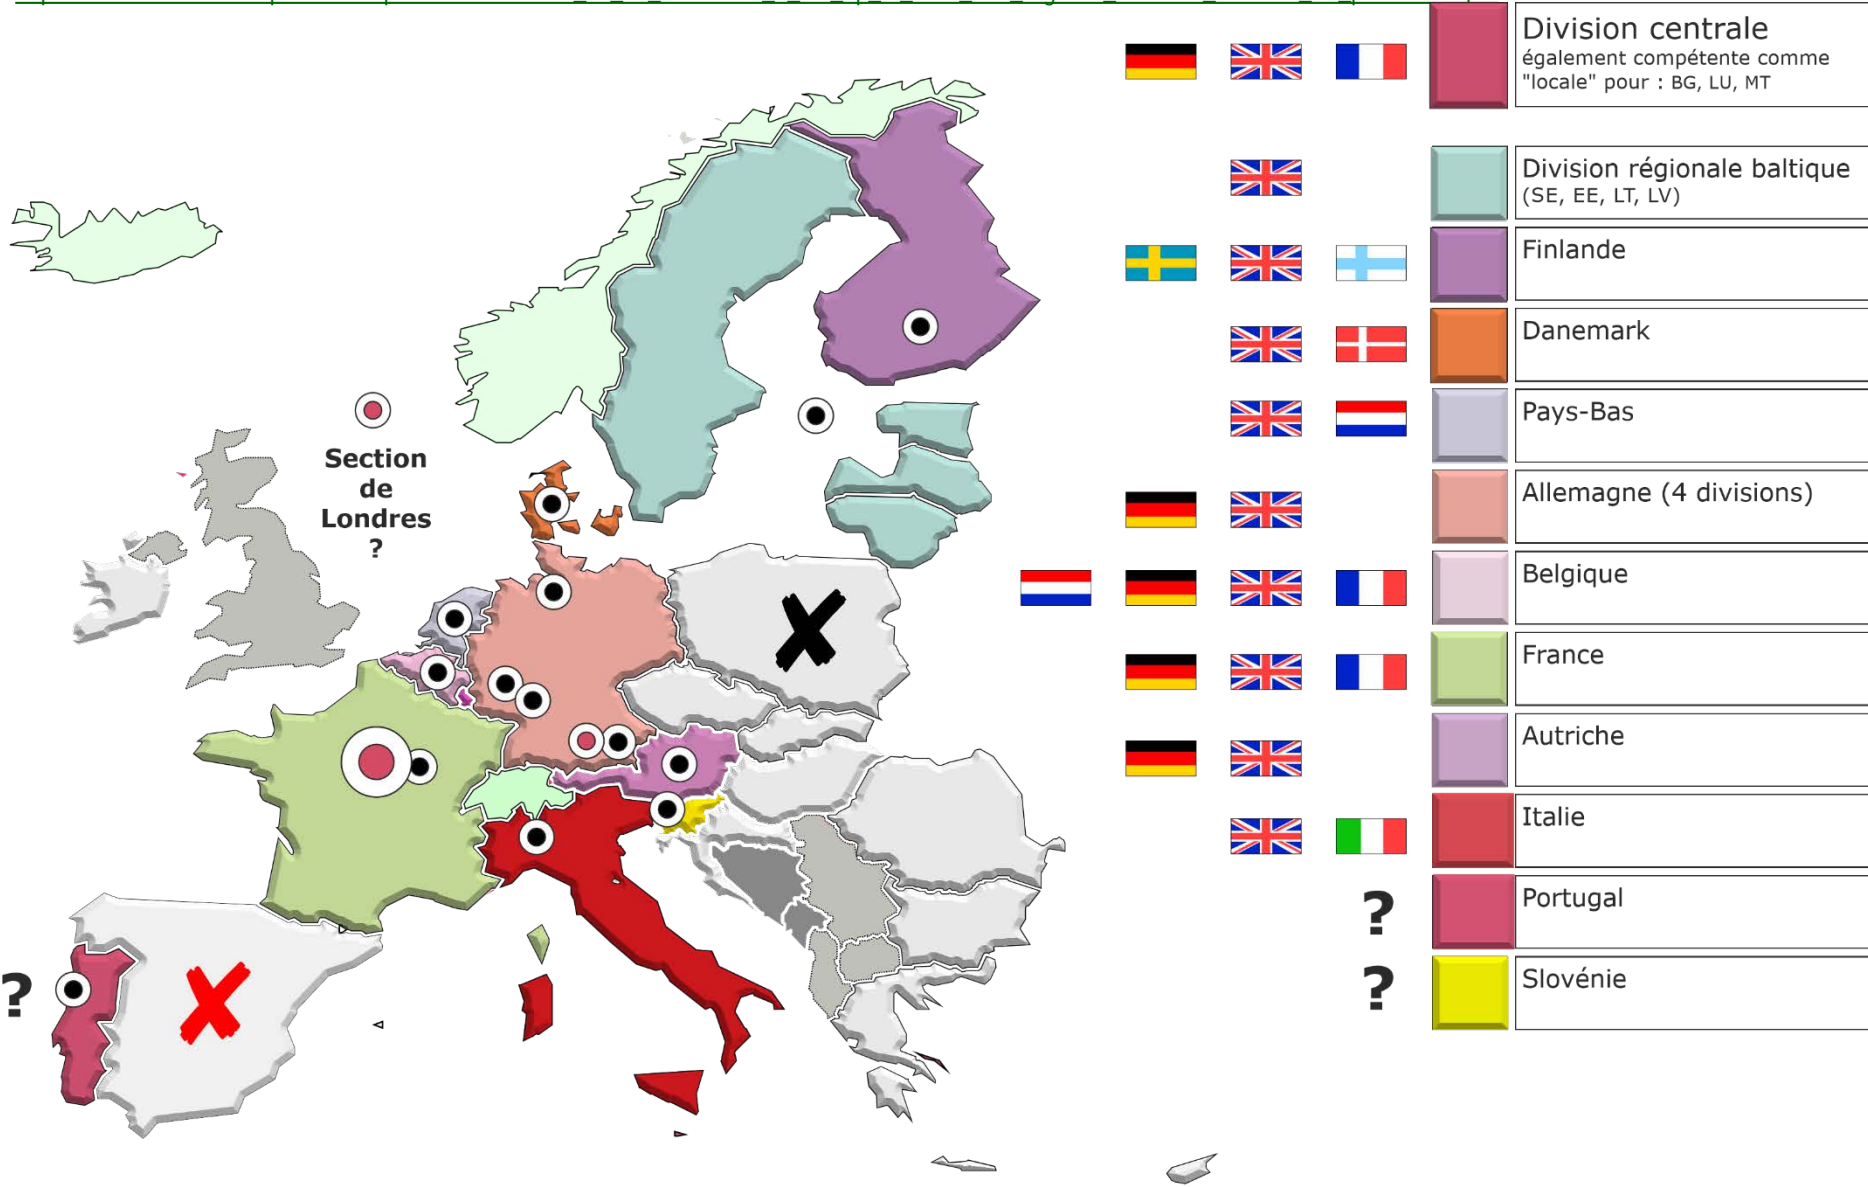 Division centrale
également compétente comme
"locale" pour : BG, LU, MT
Division régionale baltique
(SE, EE, LT, LV)
Finlande
Danemark
Pays-Bas
Allemagne (4 divisions)
Belgique
France
Autriche
Italie
?
Portugal
?
Slovénie
Section
de
Londres
?
?